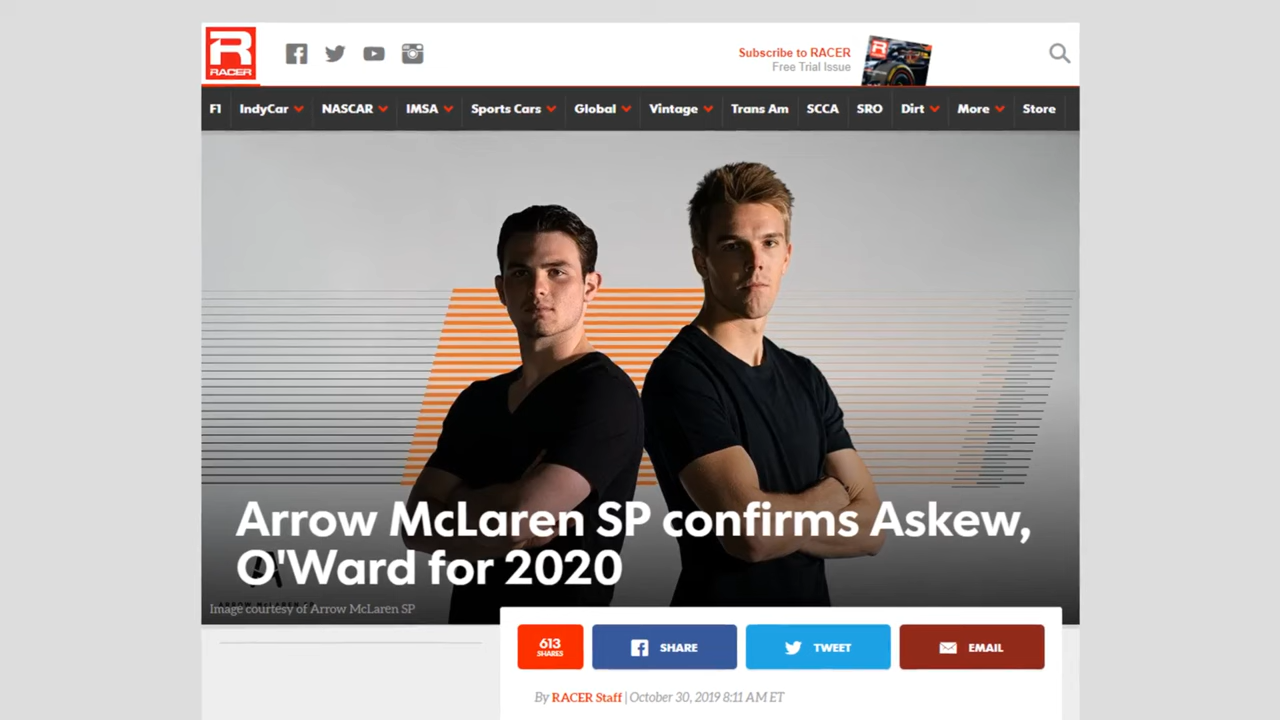 R
RACER
Subscribe to RACER
Free Trial Issue
F1 IndyCar NASCAR IMSA Sports Cars Global Vintage Trans Am SCCA SRO Dirt More Store
Arrow McLaren SP confirms Askew,
O'Ward for 2020
Image courtesy of Arrow McLaren SP
613
SHARES
SHARE
TWEET
EMAIL
By RACER Staff | October 30, 2019 8:11 AM ET